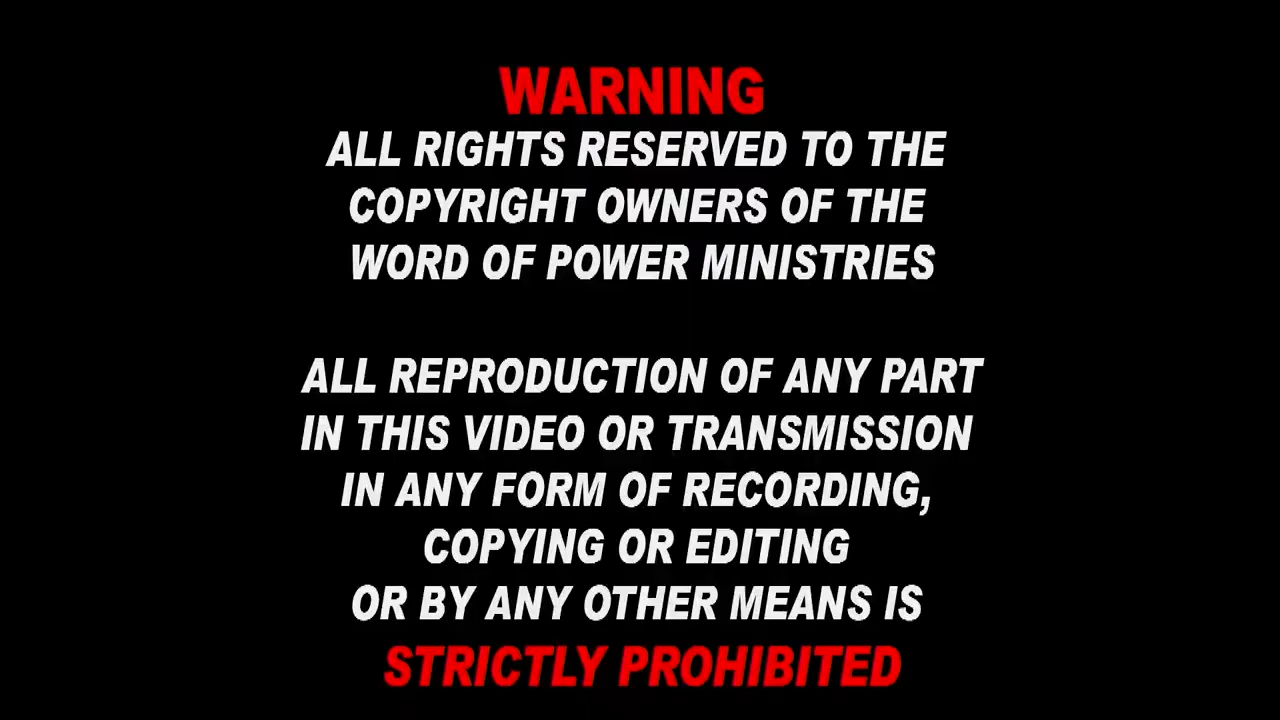 WARNING
ALL RIGHTS RESERVED TO THE
COPYRIGHT OWNERS OF THE
WORD OF POWER MINISTRIES
ALL REPRODUCTION OF ANY PART
IN THIS VIDEO OR TRANSMISSION
IN ANY FORM OF RECORDING,
COPYING OR EDITING
OR BY ANY OTHER MEANS IS
STRICTLY PROHIBITED